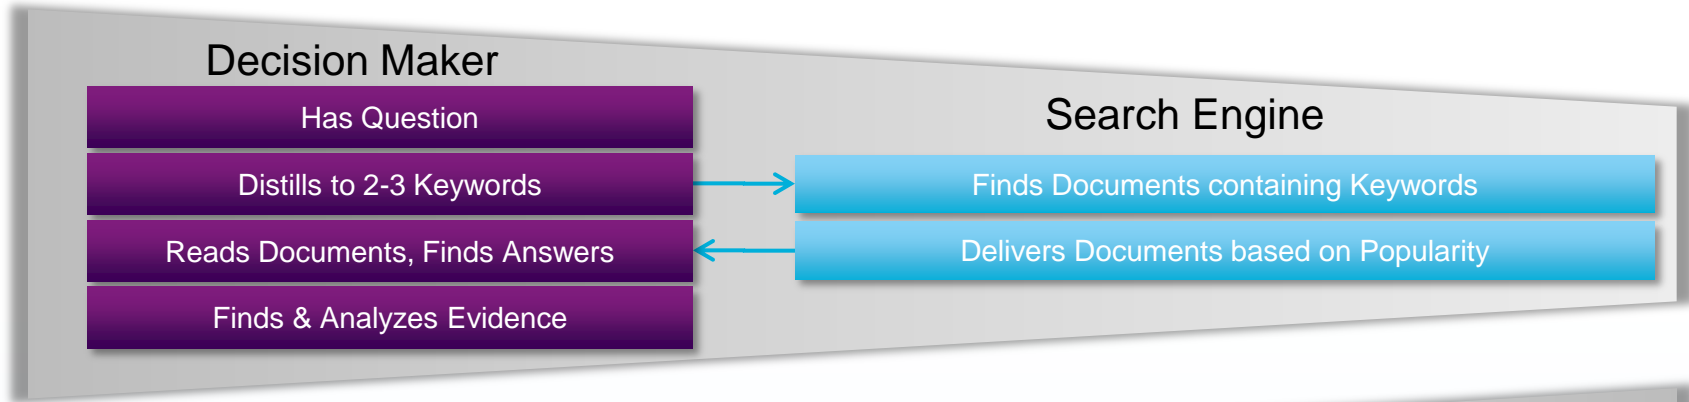 Decision Maker
Has Question
Distills to 2-3 Keywords
Reads Documents, Finds Answers
Finds & Analyzes Evidence
Search Engine
Finds Documents containing Keywords
Delivers Documents based on Popularity